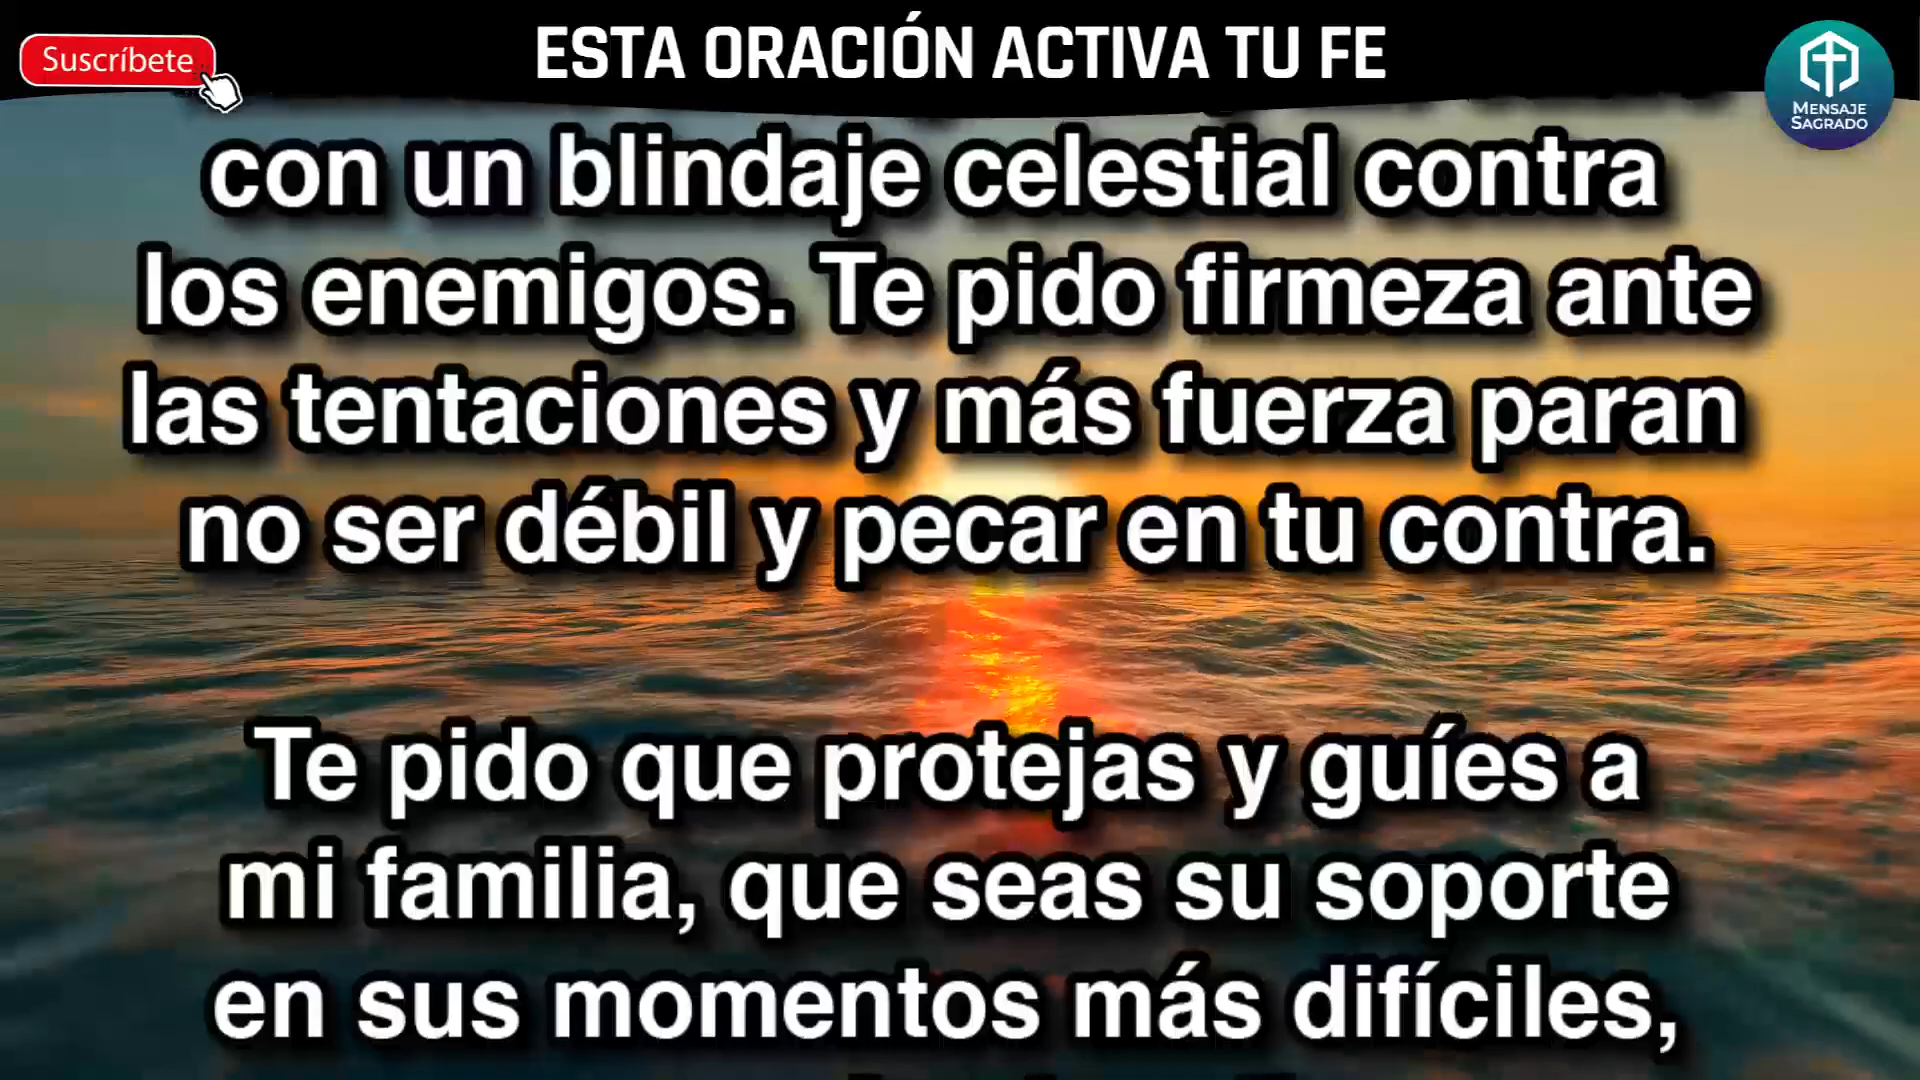 Suscríbete
ESTA ORACIÓN ACTIVA TU FE
MENSAJE
SAGRADO
con un blindaje celestial contra
los enemigos. Te pido firmeza ante
las tentaciones y más fuerza paran
no ser débil y pecar en tu contra.
Te pido que protejas y guíes a
mi familia, que seas su soporte
en sus momentos más difíciles,